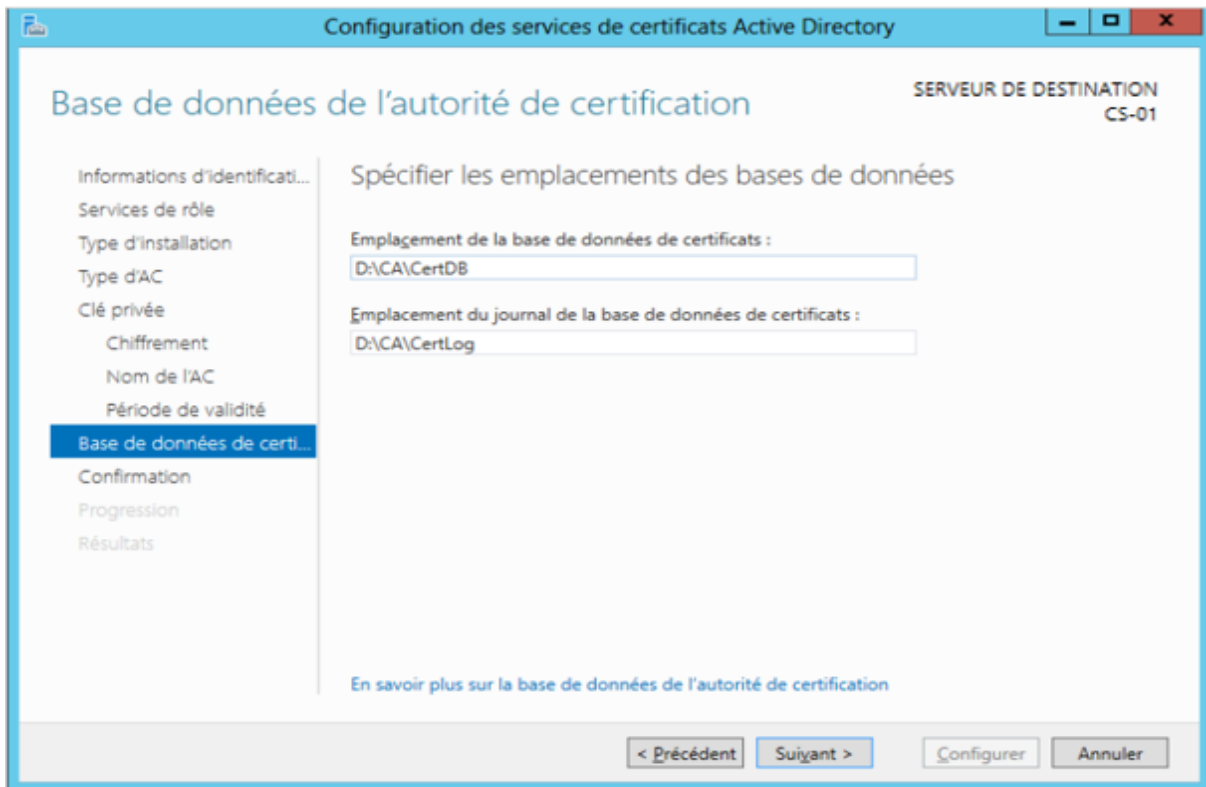 Configuration des services de certificats Active Directory
Base de données de l'autorité de certification
SERVEUR DE DESTINATION
CS-01
Informations d'identificati...
Services de rôle
Type d'installation
Type d'AC
Clé privée
Chiffrement
Nom de l'AC
Période de validité
Base de données de certi...
Confirmation
Progression
Résultats
Spécifier les emplacements des bases de données
Emplacement de la base de données de certificats :
D:\CA\CertDB
Emplacement du journal de la base de données de certificats :
D:\CA\CertLog
En savoir plus sur la base de données de l'autorité de certification
< Précédent
Suivant >
Configurer
Annuler